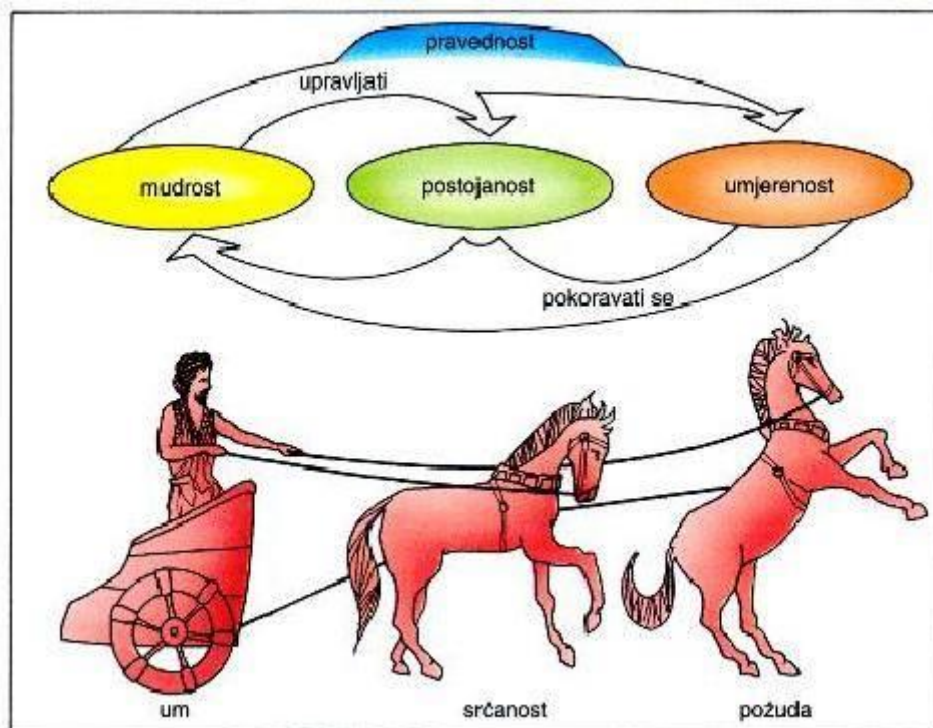 pravednost
upravljati
mudrost
postojanost
umjerenost
pokoravati se
um
srčanost
požuda